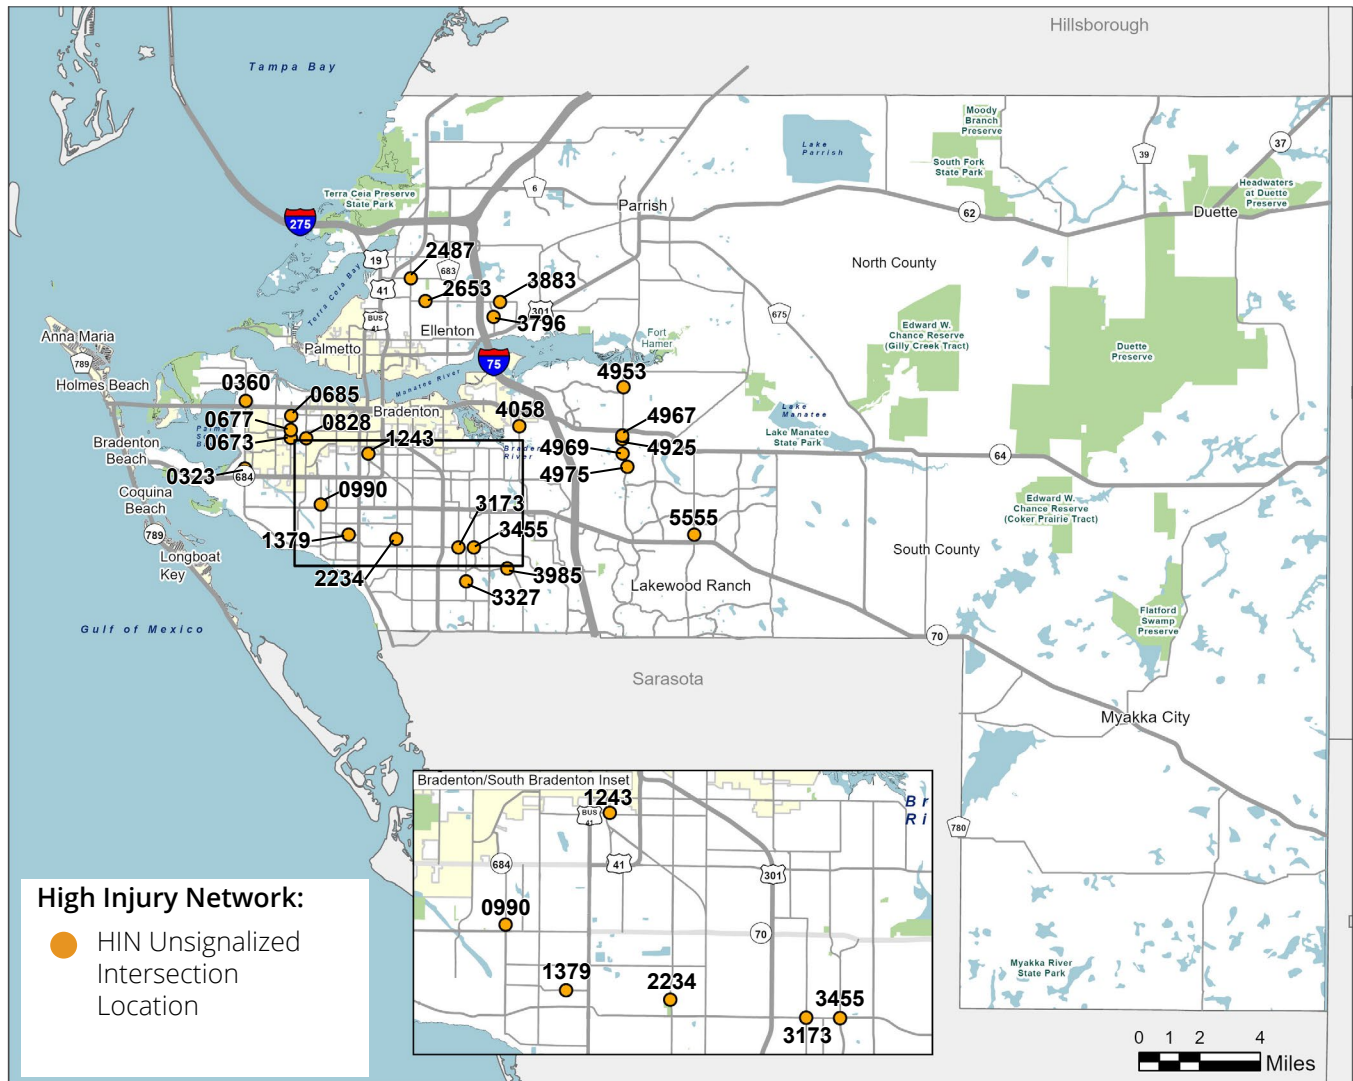 Hillsborough
Tampa Bay
Moody
Branch
Preserve
37
Lake
Parrish
39
South Fork
State Park
Headwaters
at Duette
Preserve
6
Terra Ceia Preserve
State Park
Parrish
62
Duette
275
19
2487
683
North County
41
2653
3883
301
Terra Ceia Bay
675
BUS
41
3796
Ellenton
Edward W.
Chance Reserve
(Gilly Creek Tract)
Fort
Hamer
Anna Maria
Palmetto
Duette
Preserve
789
75
Holmes Beach
0360
Manatee River
4953
0685
Bradenton
4058
Lake
Manatee
0677
0828
4967
Lake Manatee
State Park
0673
1243
4969
4925
Bradenton
Beach
River
64
0323
684
4975
Coquina
Beach
0990
3173
Edward W.
Chance Reserve
(Coker Prairie Tract)
789
1379
3455
5555
South County
Longboat
Key
2234
3985
Lakewood Ranch
3327
Flatford
Swamp
Preserve
Gulf of Mexico
70
Sarasota
Myakka City
Bradenton/South Bradenton Inset
1243
Br
Ri
BUS
41
780
684
41
301
High Injury Network:
HIN Unsignalized
Intersection
Location
0990
70
1379
2234
3455
3173
Myakka River
State Park
0 1 2 4
Miles